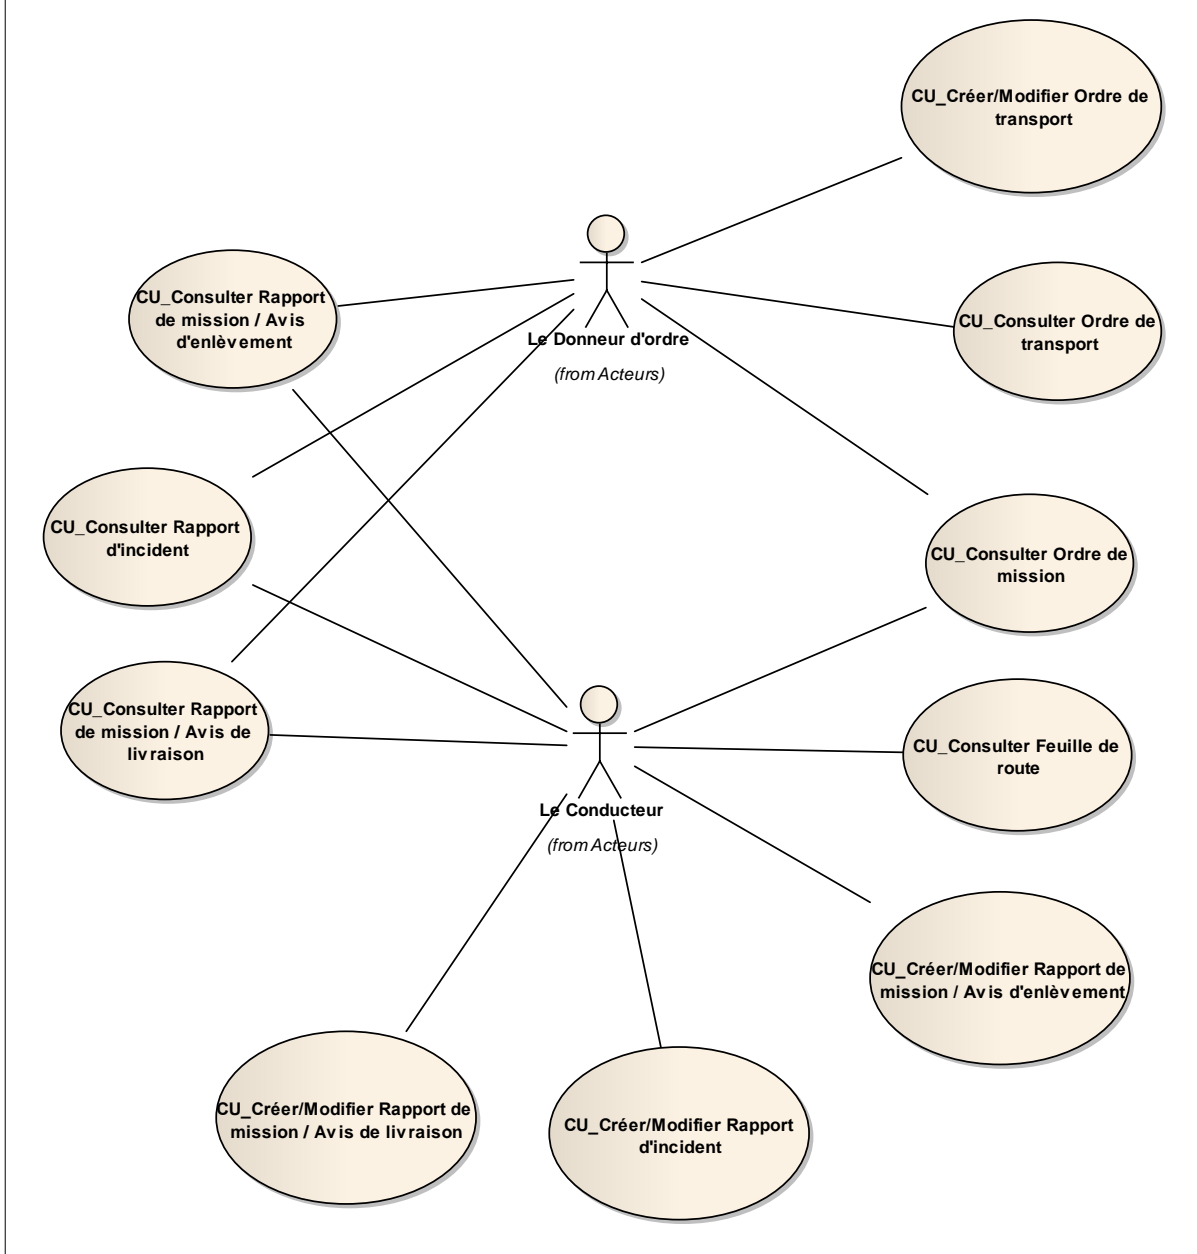 CU_Créer/Modifier Ordre de
transport
CU_Consulter Rapport
de mission / Avis
d'enlèvement
Le Donneur d'ordre
(from Acteurs)
CU_Consulter Ordre de
transport
CU_Consulter Rapport
d'incident
CU_Consulter Ordre de
mission
CU_Consulter Rapport
de mission / Avis de
livraison
Le Conducteur
(from Acteurs)
CU_Consulter Feuille de
route
CU_Créer/Modifier Rapport de
mission / Avis d'enlèvement
CU_Créer/Modifier Rapport de
mission / Avis de livraison
CU_Créer/Modifier Rapport
d'incident